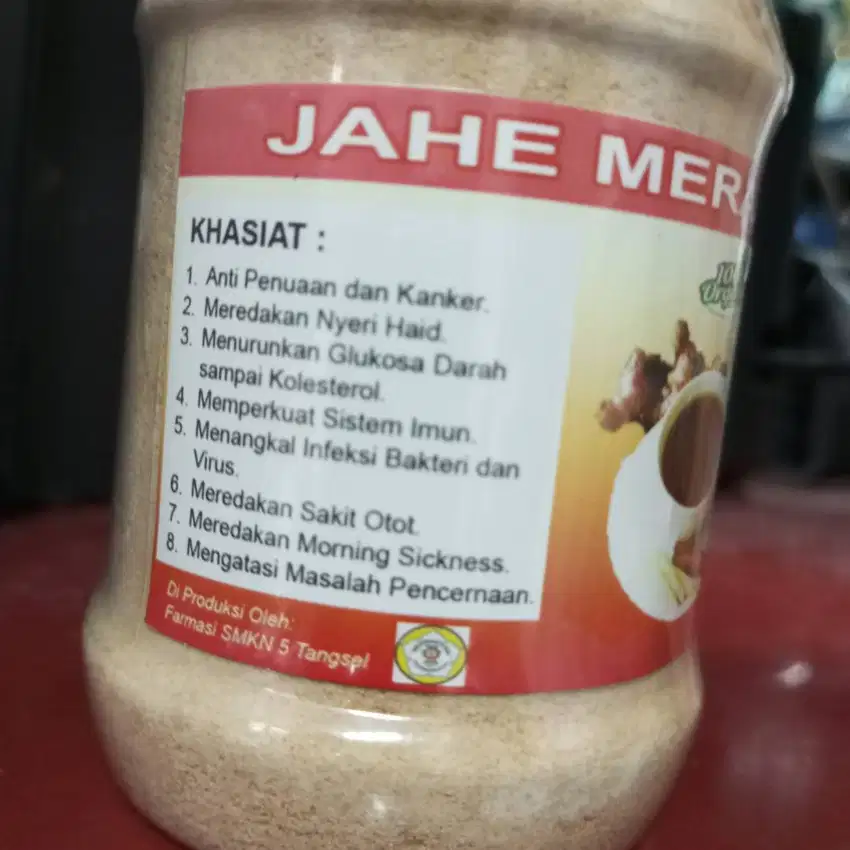 JAHE
KHASIAT :
1. Anti Penuaan dan Kanker.
2. Meredakan Nyeri Haid.
3. Menurunkan Glukosa Darah
sampai Kolesterol.
4. Memperkuat Sistem Imun.
5. Menangkal Infeksi Bakteri dan
Virus.
6. Meredakan Sakit Otot.
7. Meredakan Morning Sickness.
8. Mengatasi Masalah Pencernaan.
Di Produksi Oleh:
Farmasi SMKN 5 Tangsel